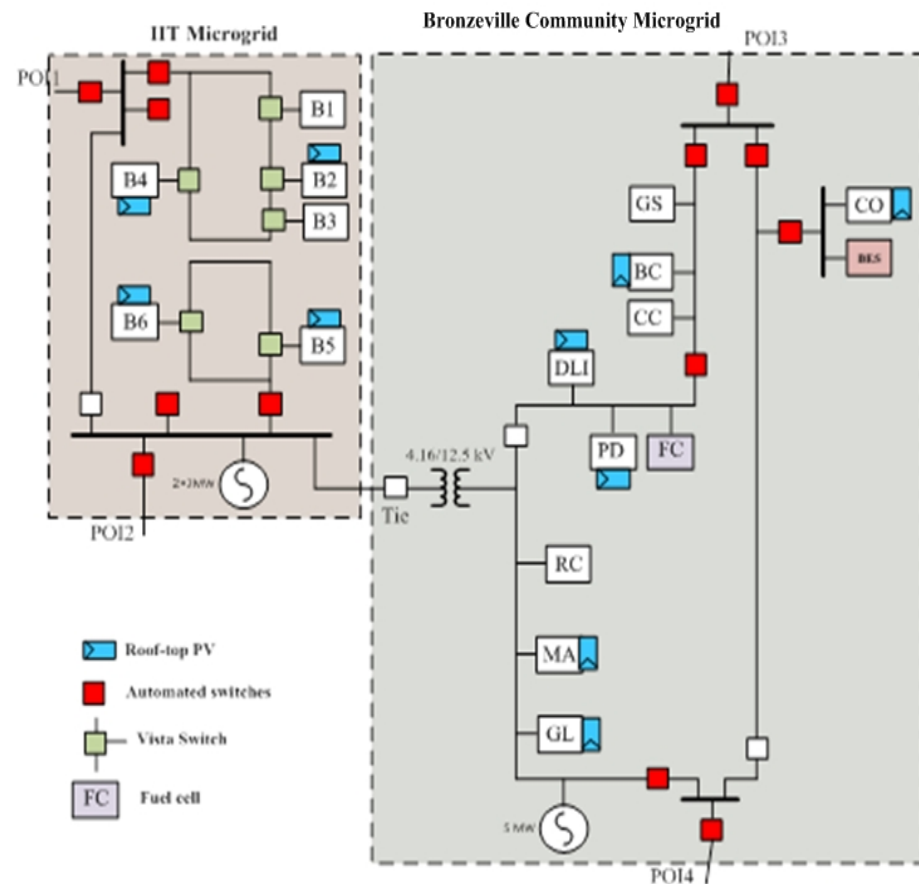 Bronzeville Community Microgrid
IIT Microgrid
POI3
POI1
B1
B4
B2
B3
B6
B5
GS
CO
BC
BES
CC
DLI
4.16/12.5 kV
PD
FC
2×3MW
Tie
POI2
RC
MA
GL
5 MW
POI4
Roof-top PV
Automated switches
Vista Switch
FC
Fuel cell